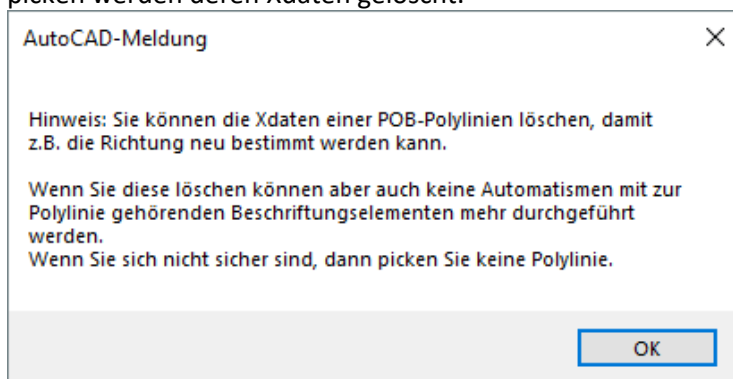 picken werden deren Xdaten gelöscht.
AutoCAD-Meldung
Hinweis: Sie können die Xdaten einer POB-Polylinien löschen, damit
z.B. die Richtung neu bestimmt werden kann.
Wenn Sie diese löschen können aber auch keine Automatismen mit zur
Polylinie gehörenden Beschriftungselementen mehr durchgeführt
werden.
Wenn Sie sich nicht sicher sind, dann picken Sie keine Polylinie.
OK